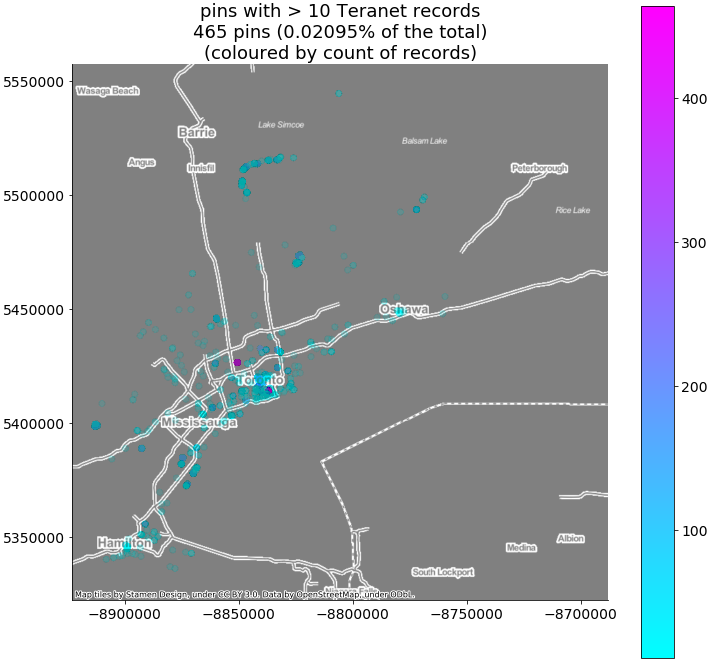 pins with > 10 Teranet records
465 pins (0.02095% of the total)
(coloured by count of records)
5550000
5500000
5450000
5400000
5350000
Wasaga Beach
Barrie
Lake Simcoe
Balsam Lake
Angus
Innisfil
Peterborough
Rice Lake
Oshawa
Toronto
Mississauga
Hamilton
Albion
Medina
South Lockport
Niagara Falls
Map tiles by Stamen Design, under CC BY 3.0. Data by OpenStreetMap, under ODbL.
−8900000 −8850000 −8800000 −8750000 −8700000
400
300
200
100